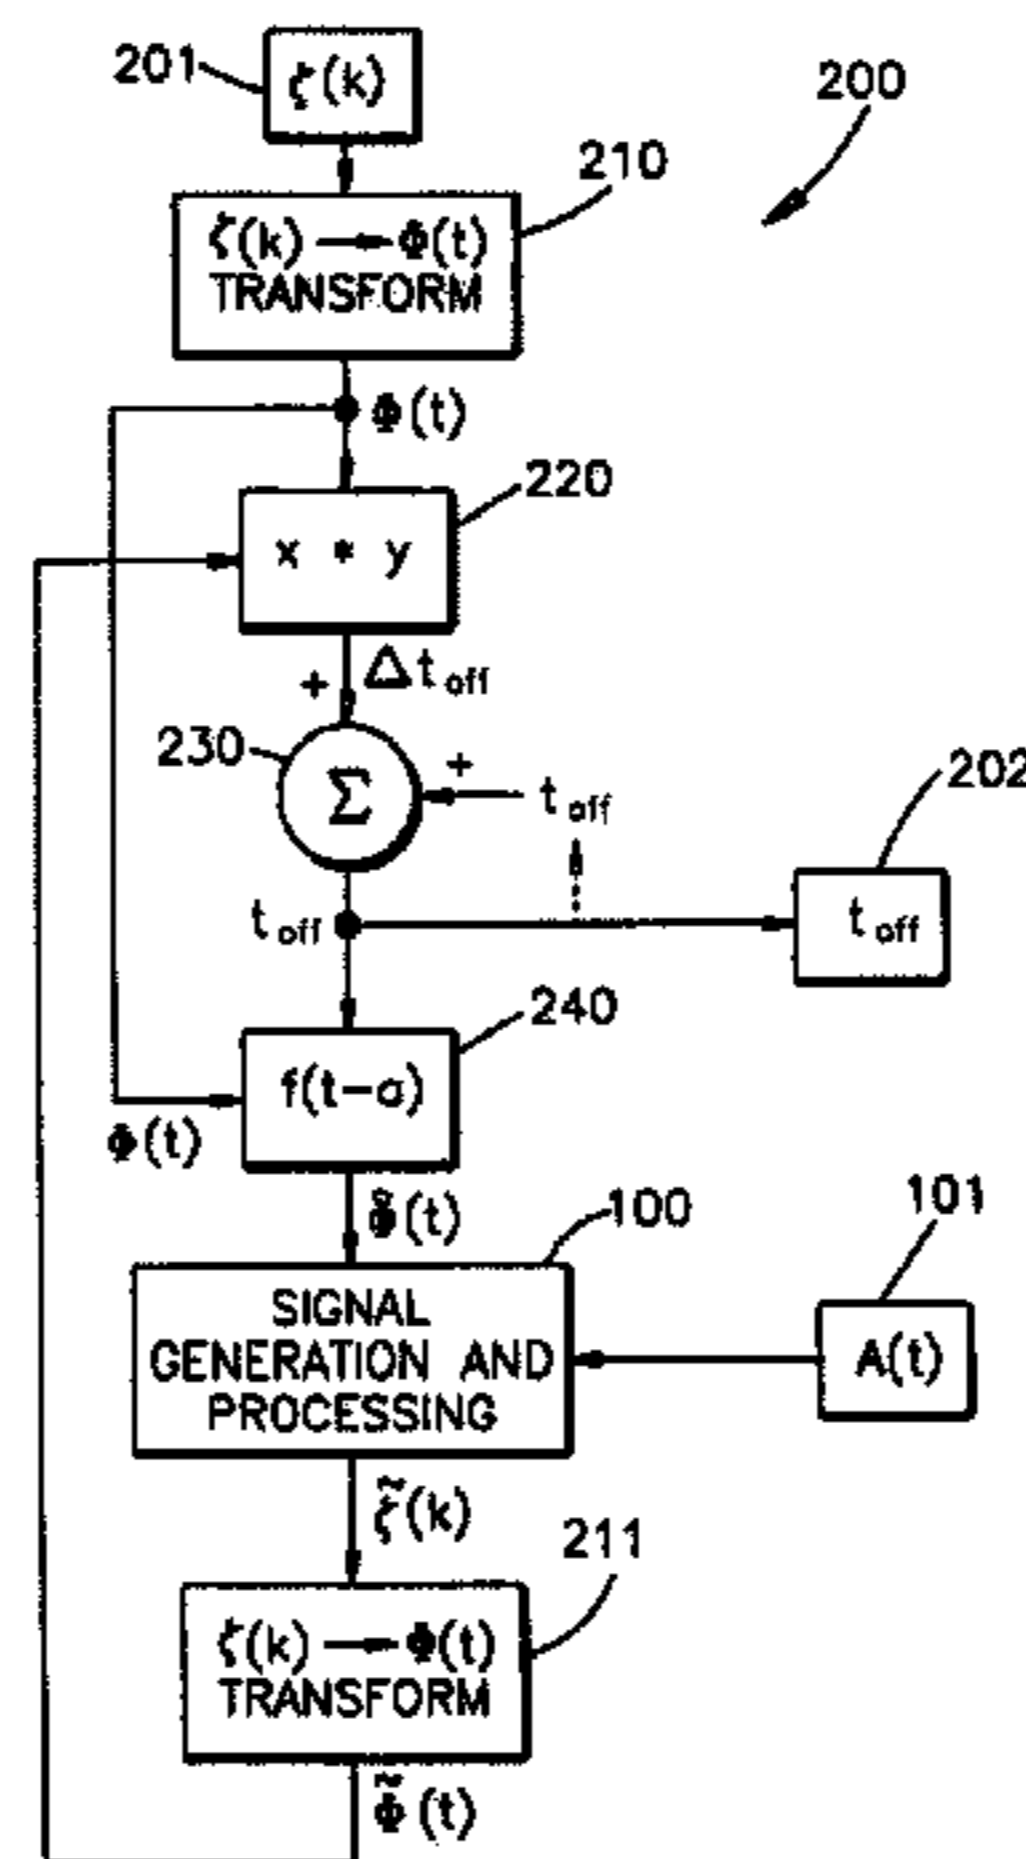 201
ζ(k)
200
210
ζ(k) → Φ(t)
TRANSFORM
Φ(t)
220
x * y
+
Δt off
230
Σ
+
t off
202
t off
t off
240
f(t-σ)
Φ(t)
Φ̊(t)
100
101
SIGNAL
GENERATION AND
PROCESSING
A(t)
ζ̃(k)
211
ζ(k) → Φ(t)
TRANSFORM
Φ̃(t)